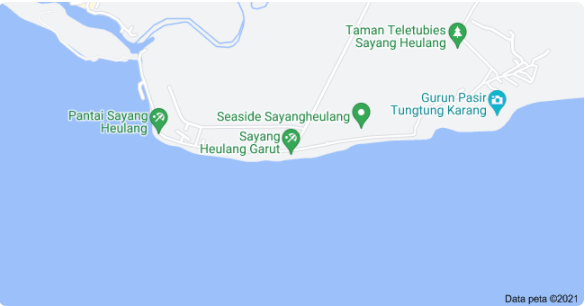 Taman Teletubies
Sayang Heulang
Gurun Pasir
Tungtung Karang
Pantai Sayang
Heulang
Seaside Sayangheulang
Sayang
Heulang Garut
Data peta ©2021